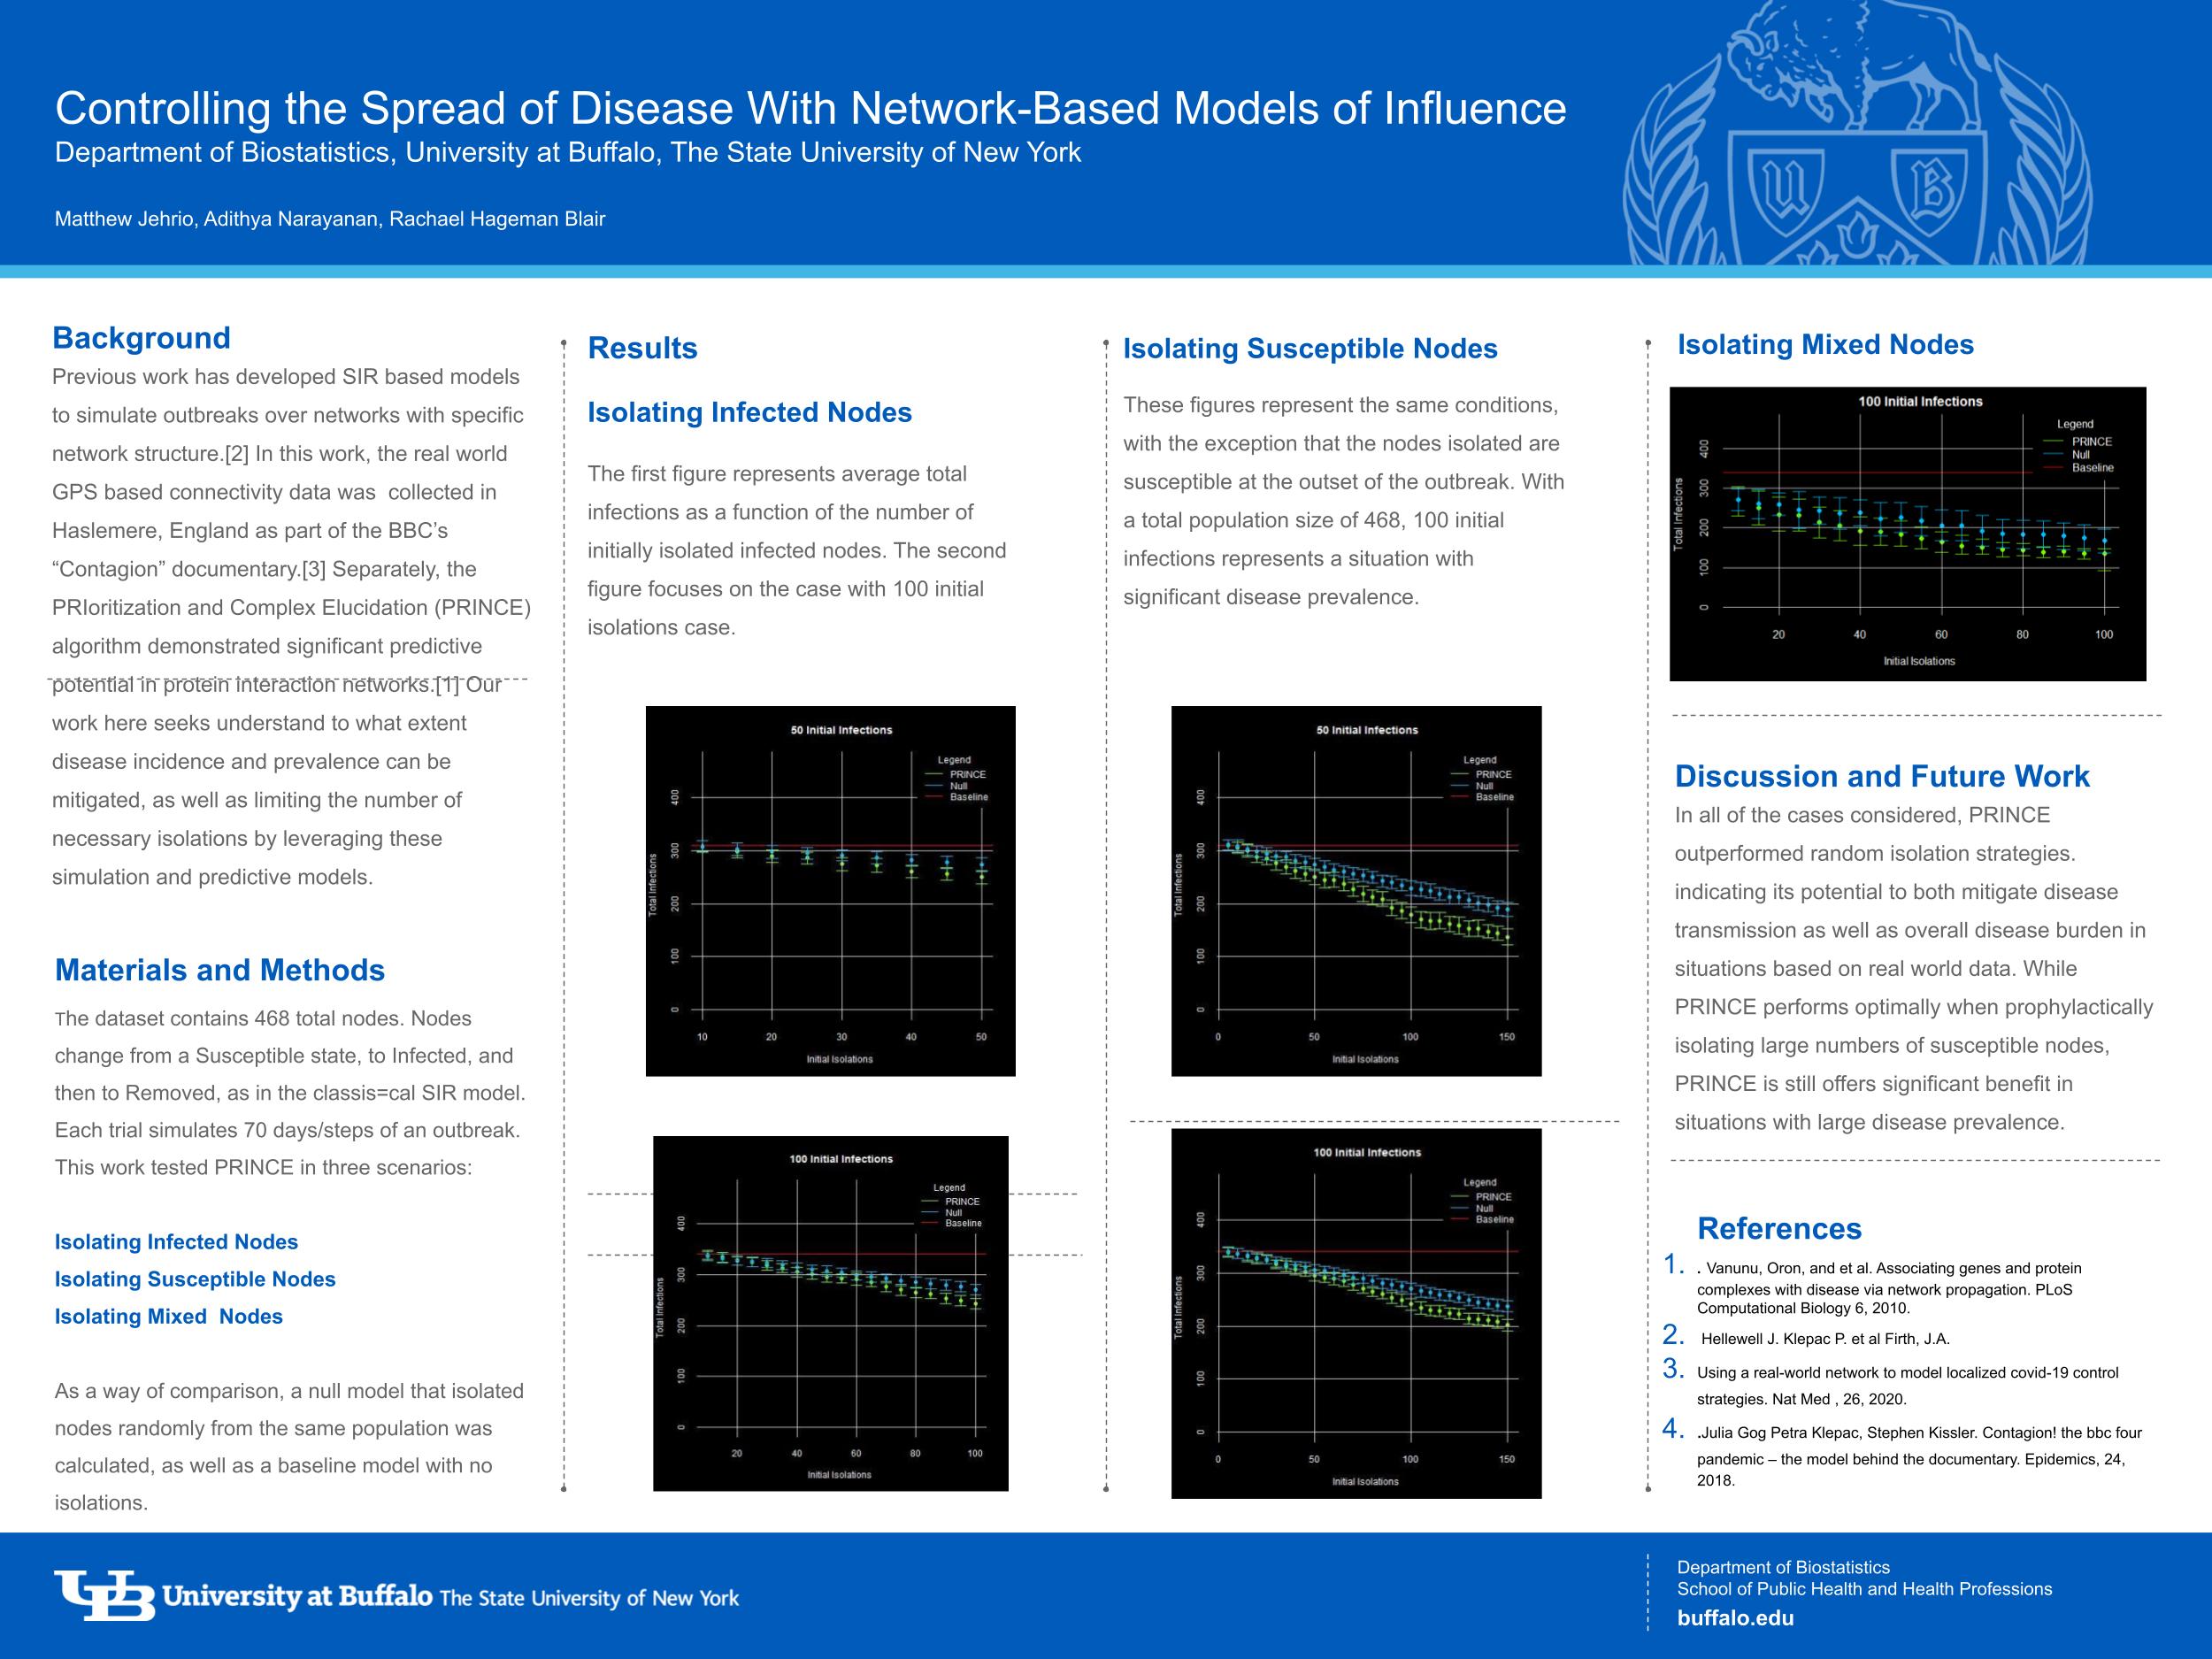 Controlling the Spread of Disease With Network-Based Models of Influence
Department of Biostatistics, University at Buffalo, The State University of New York
Matthew Jehrio, Adithya Narayanan, Rachael Hageman Blair
U B
Background
Previous work has developed SIR based models
to simulate outbreaks over networks with specific
network structure.[2] In this work, the real world
GPS based connectivity data was  collected in
Haslemere, England as part of the BBC’s
“Contagion” documentary.[3] Separately, the
PRIoritization and Complex Elucidation (PRINCE)
algorithm demonstrated significant predictive
potential in protein interaction networks.[1] Our
work here seeks understand to what extent
disease incidence and prevalence can be
mitigated, as well as limiting the number of
necessary isolations by leveraging these
simulation and predictive models.
Materials and Methods
The dataset contains 468 total nodes. Nodes
change from a Susceptible state, to Infected, and
then to Removed, as in the classis=cal SIR model.
Each trial simulates 70 days/steps of an outbreak.
This work tested PRINCE in three scenarios:
Isolating Infected Nodes
Isolating Susceptible Nodes
Isolating Mixed  Nodes
As a way of comparison, a null model that isolated
nodes randomly from the same population was
calculated, as well as a baseline model with no
isolations.
Results
Isolating Infected Nodes
The first figure represents average total
infections as a function of the number of
initially isolated infected nodes. The second
figure focuses on the case with 100 initial
isolations case.
50 Initial Infections
Legend
PRINCE
Null
Baseline
Total Infections
400
300
200
100
0
10 20 30 40 50
Initial Isolations
100 Initial Infections
Legend
PRINCE
Null
Baseline
Total Infections
400
300
200
100
0
20 40 60 80 100
Initial Isolations
Isolating Susceptible Nodes
These figures represent the same conditions,
with the exception that the nodes isolated are
susceptible at the outset of the outbreak. With
a total population size of 468, 100 initial
infections represents a situation with
significant disease prevalence.
50 Initial Infections
Legend
PRINCE
Null
Baseline
Total Infections
400
300
200
100
0
0 50 100 150
Initial Isolations
100 Initial Infections
Legend
PRINCE
Null
Baseline
Total Infections
400
300
200
100
0
0 50 100 150
Initial Isolations
Isolating Mixed Nodes
100 Initial Infections
Legend
PRINCE
Null
Baseline
Total Infections
400
300
200
100
0
20 40 60 80 100
Initial Isolations
Discussion and Future Work
In all of the cases considered, PRINCE
outperformed random isolation strategies.
indicating its potential to both mitigate disease
transmission as well as overall disease burden in
situations based on real world data. While
PRINCE performs optimally when prophylactically
isolating large numbers of susceptible nodes,
PRINCE is still offers significant benefit in
situations with large disease prevalence.
References
1. . Vanunu, Oron, and et al. Associating genes and protein
complexes with disease via network propagation. PLoS
Computational Biology 6, 2010.
2. Hellewell J. Klepac P. et al Firth, J.A.
3. Using a real-world network to model localized covid-19 control
strategies. Nat Med , 26, 2020.
4. .Julia Gog Petra Klepac, Stephen Kissler. Contagion! the bbc four
pandemic – the model behind the documentary. Epidemics, 24,
2018.
UB University at Buffalo The State University of New York
Department of Biostatistics
School of Public Health and Health Professions
buffalo.edu